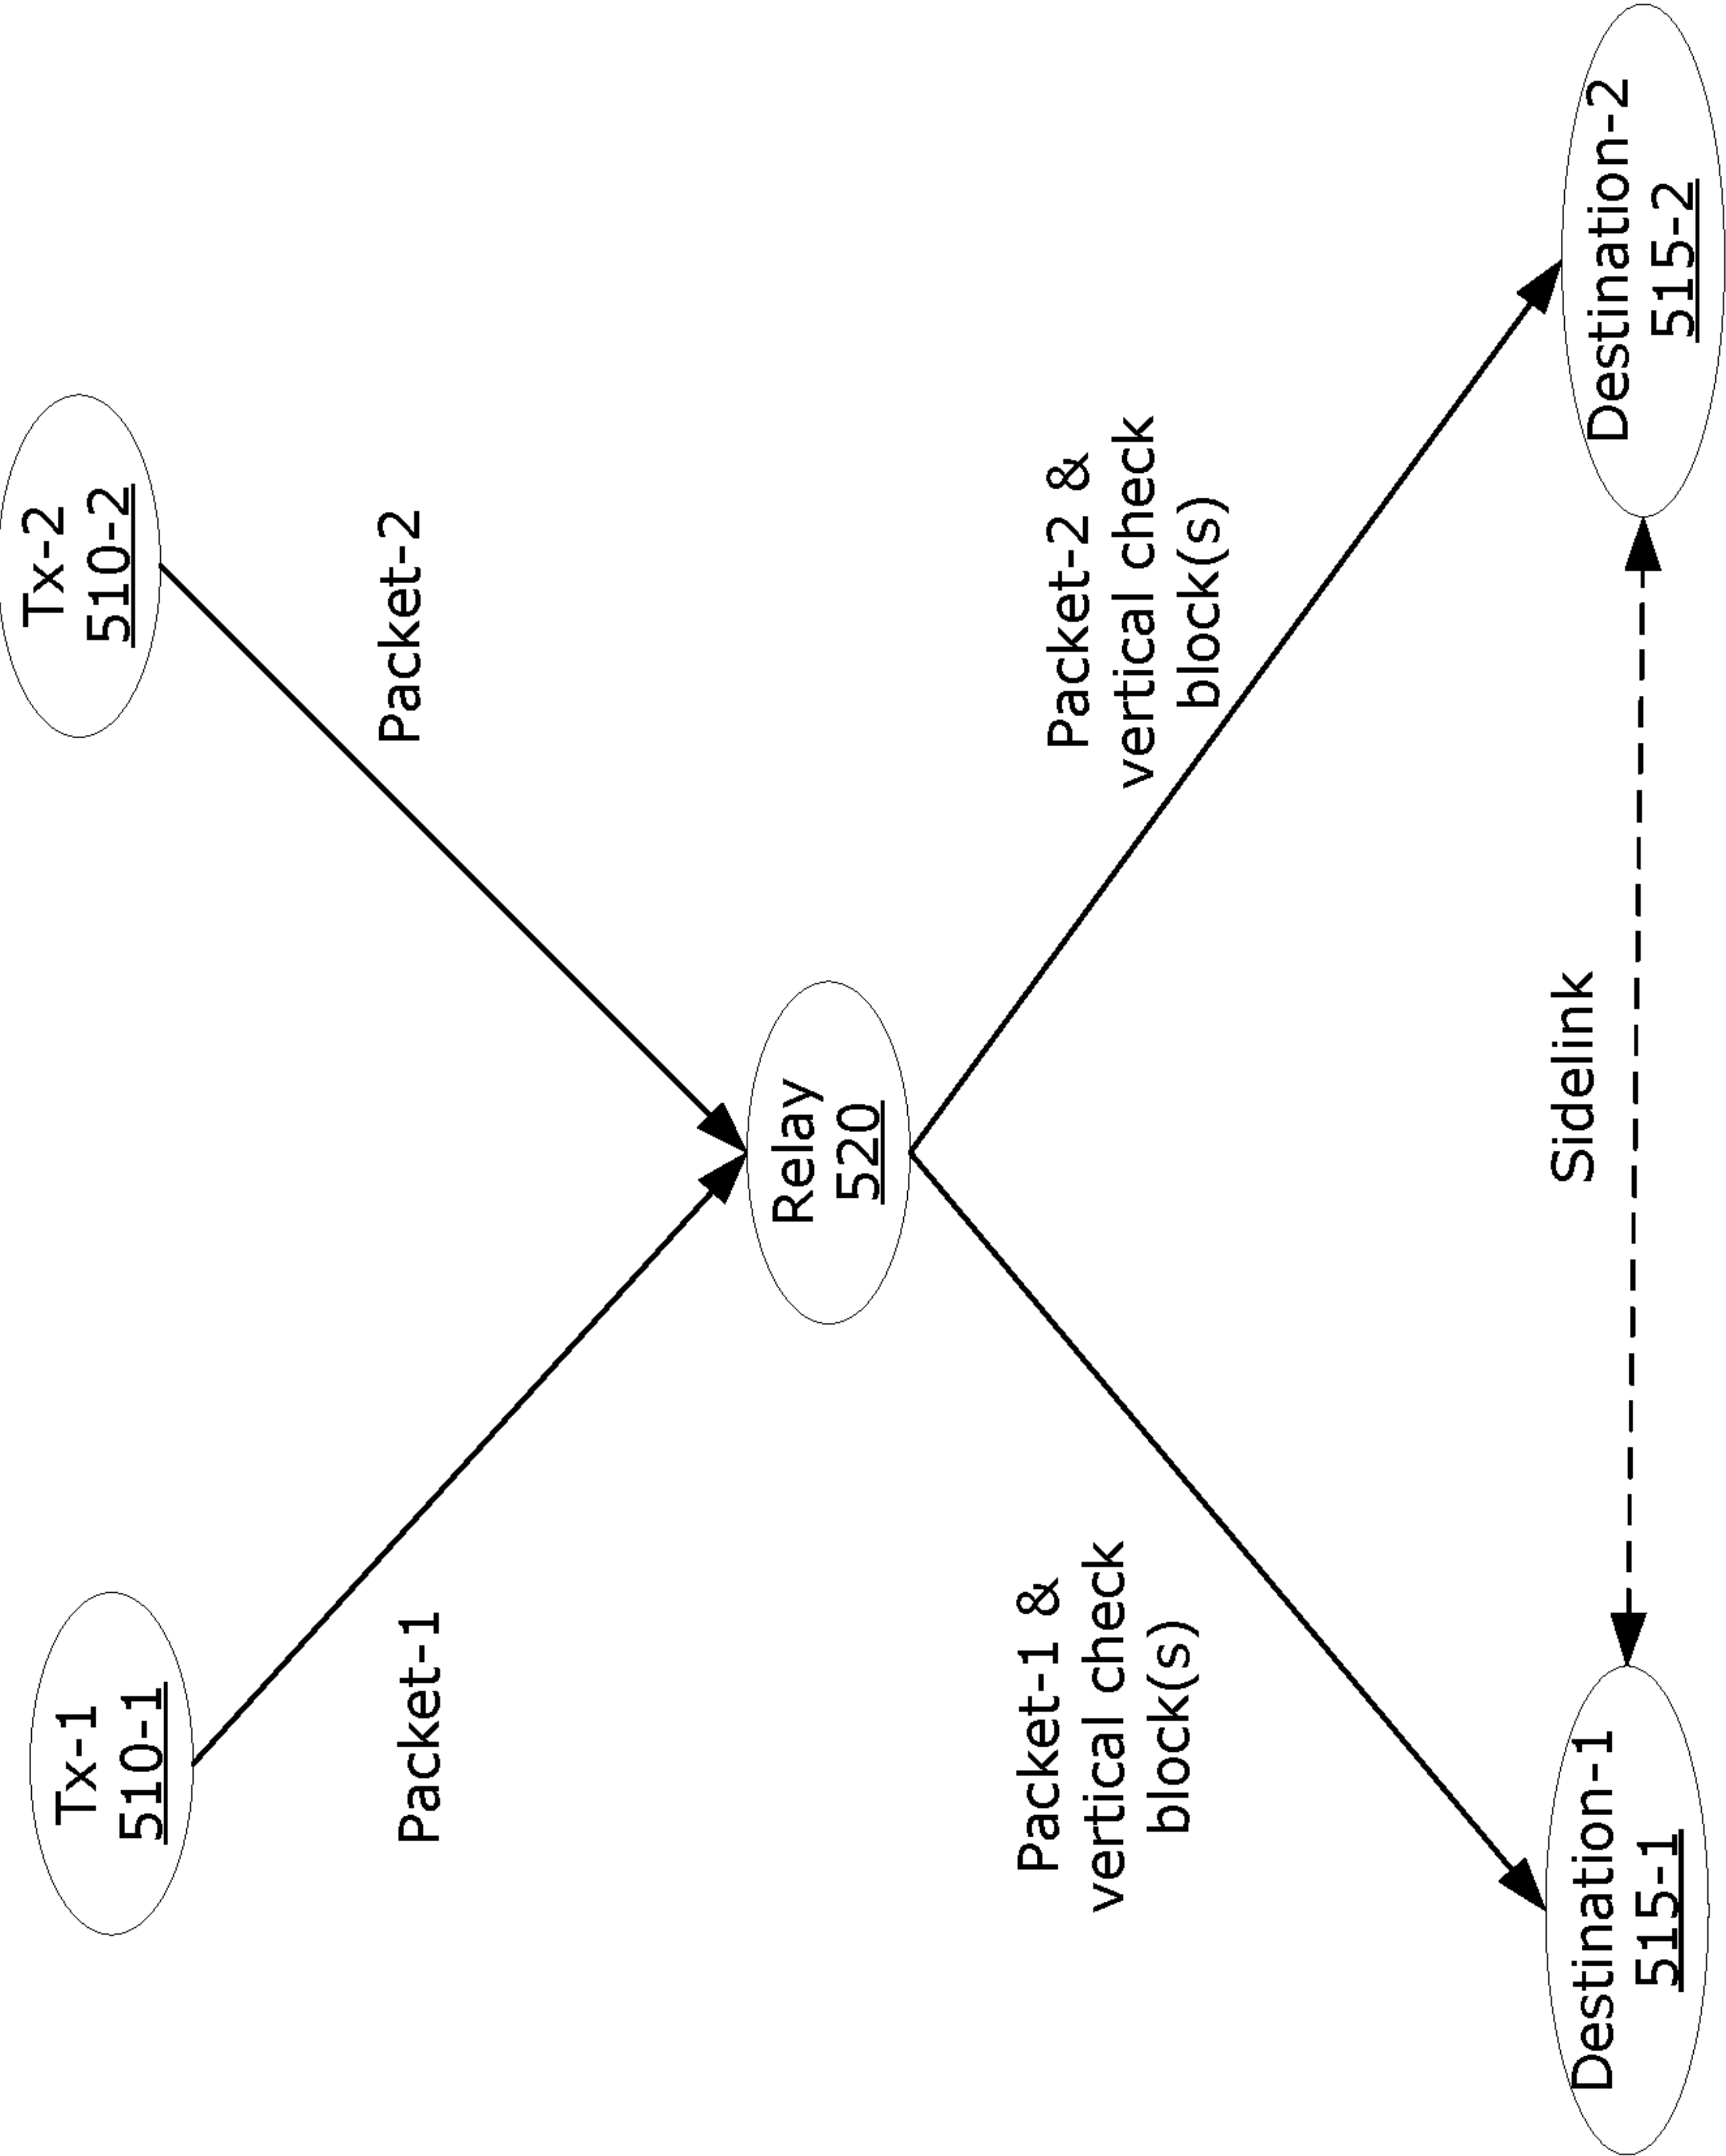 Tx-1
510-1
Tx-2
510-2
Packet-1
Packet-2
Relay
520
Packet-1 &
vertical check
block(s)
Packet-2 &
vertical check
block(s)
Sidelink
Destination-1
515-1
Destination-2
515-2